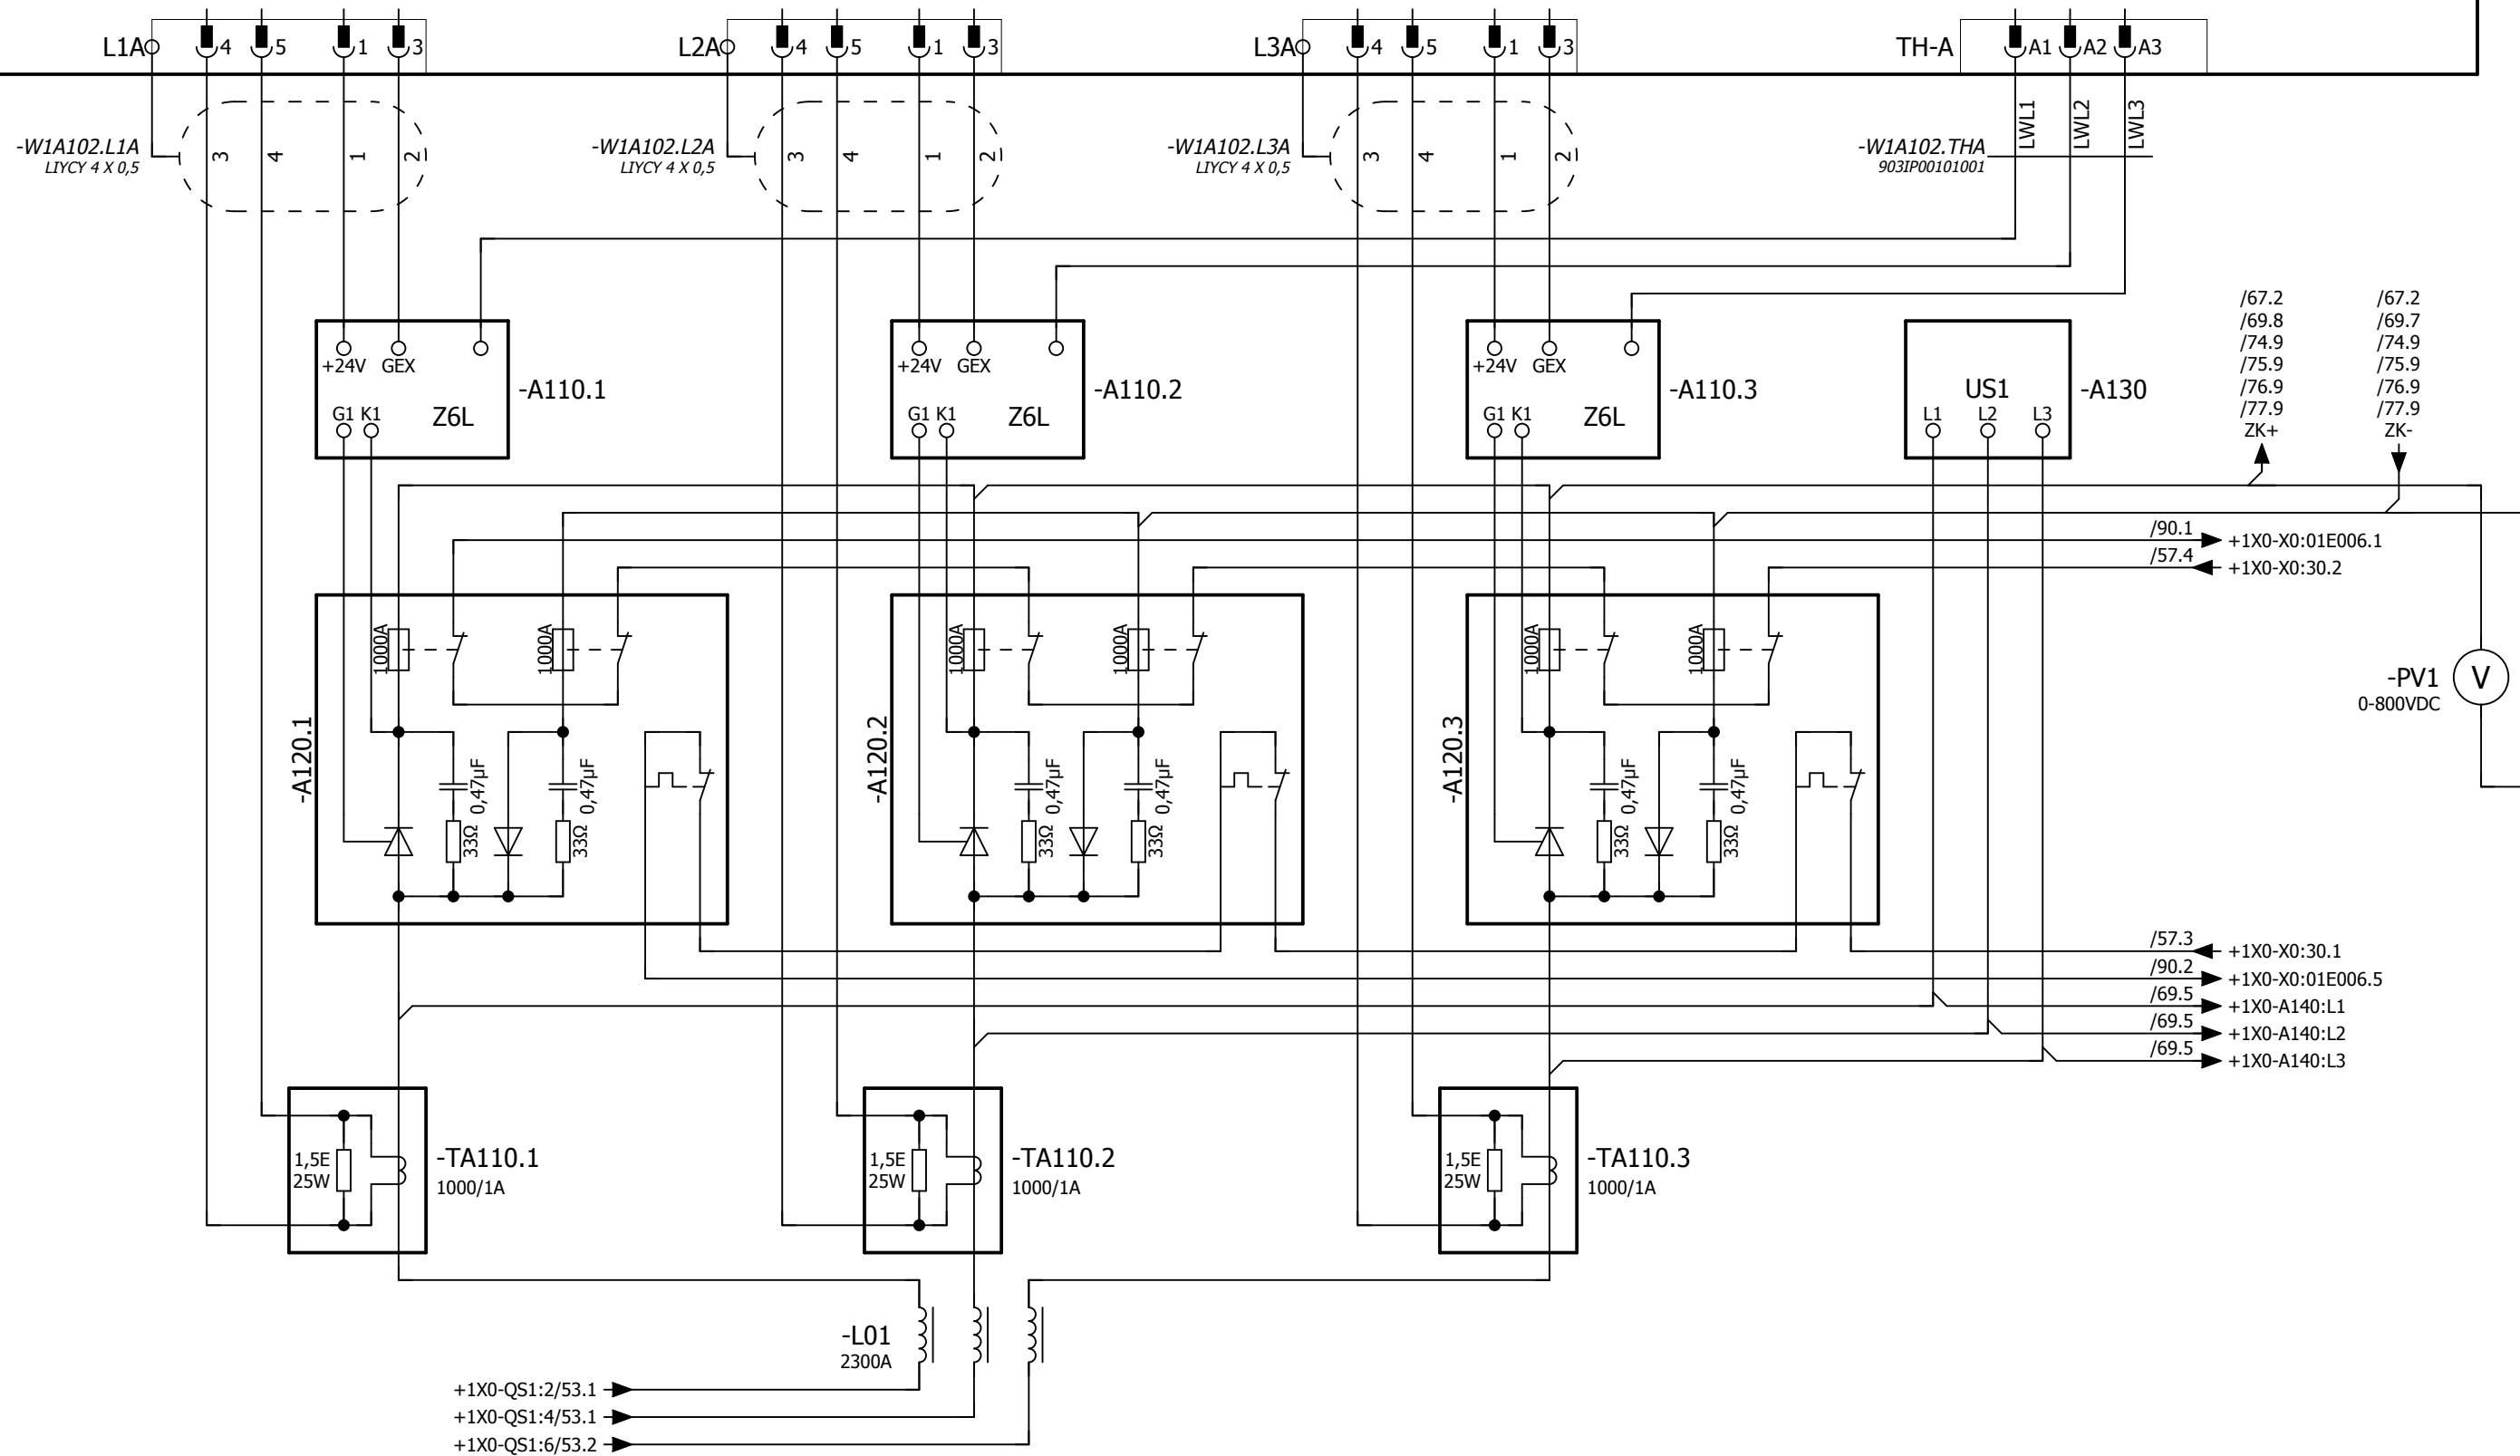 L1A 4 5 1 3 L2A 4 5 1 3 L3A 4 5 1 3 TH-A A1 A2 A3
-W1A102.L1A
LIYCY 4 X 0,5
3 4 1 2
-W1A102.L2A
LIYCY 4 X 0,5
3 4 1 2
-W1A102.L3A
LIYCY 4 X 0,5
3 4 1 2
-W1A102.THA
903IP00101001
LWL1
LWL2
LWL3
+24V GEX
G1 K1 Z6L
-A110.1
+24V GEX
G1 K1 Z6L
-A110.2
+24V GEX
G1 K1 Z6L
-A110.3
US1
L1 L2 L3
-A130
/67.2
/69.8
/74.9
/75.9
/76.9
/77.9
ZK+
/67.2
/69.7
/74.9
/75.9
/76.9
/77.9
ZK-
/90.1 +1X0-X0:01E006.1
/57.4 +1X0-X0:30.2
-A120.1
1000A
1000A
0,47µF
0,47µF
33Ω
33Ω
-A120.2
1000A
1000A
0,47µF
0,47µF
33Ω
33Ω
-A120.3
1000A
1000A
0,47µF
0,47µF
33Ω
33Ω
-PV1
0-800VDC
V
/57.3 +1X0-X0:30.1
/90.2 +1X0-X0:01E006.5
/69.5 +1X0-A140:L1
/69.5 +1X0-A140:L2
/69.5 +1X0-A140:L3
1,5E
25W
-TA110.1
1000/1A
1,5E
25W
-TA110.2
1000/1A
1,5E
25W
-TA110.3
1000/1A
-L01
2300A
+1X0-QS1:2/53.1
+1X0-QS1:4/53.1
+1X0-QS1:6/53.2